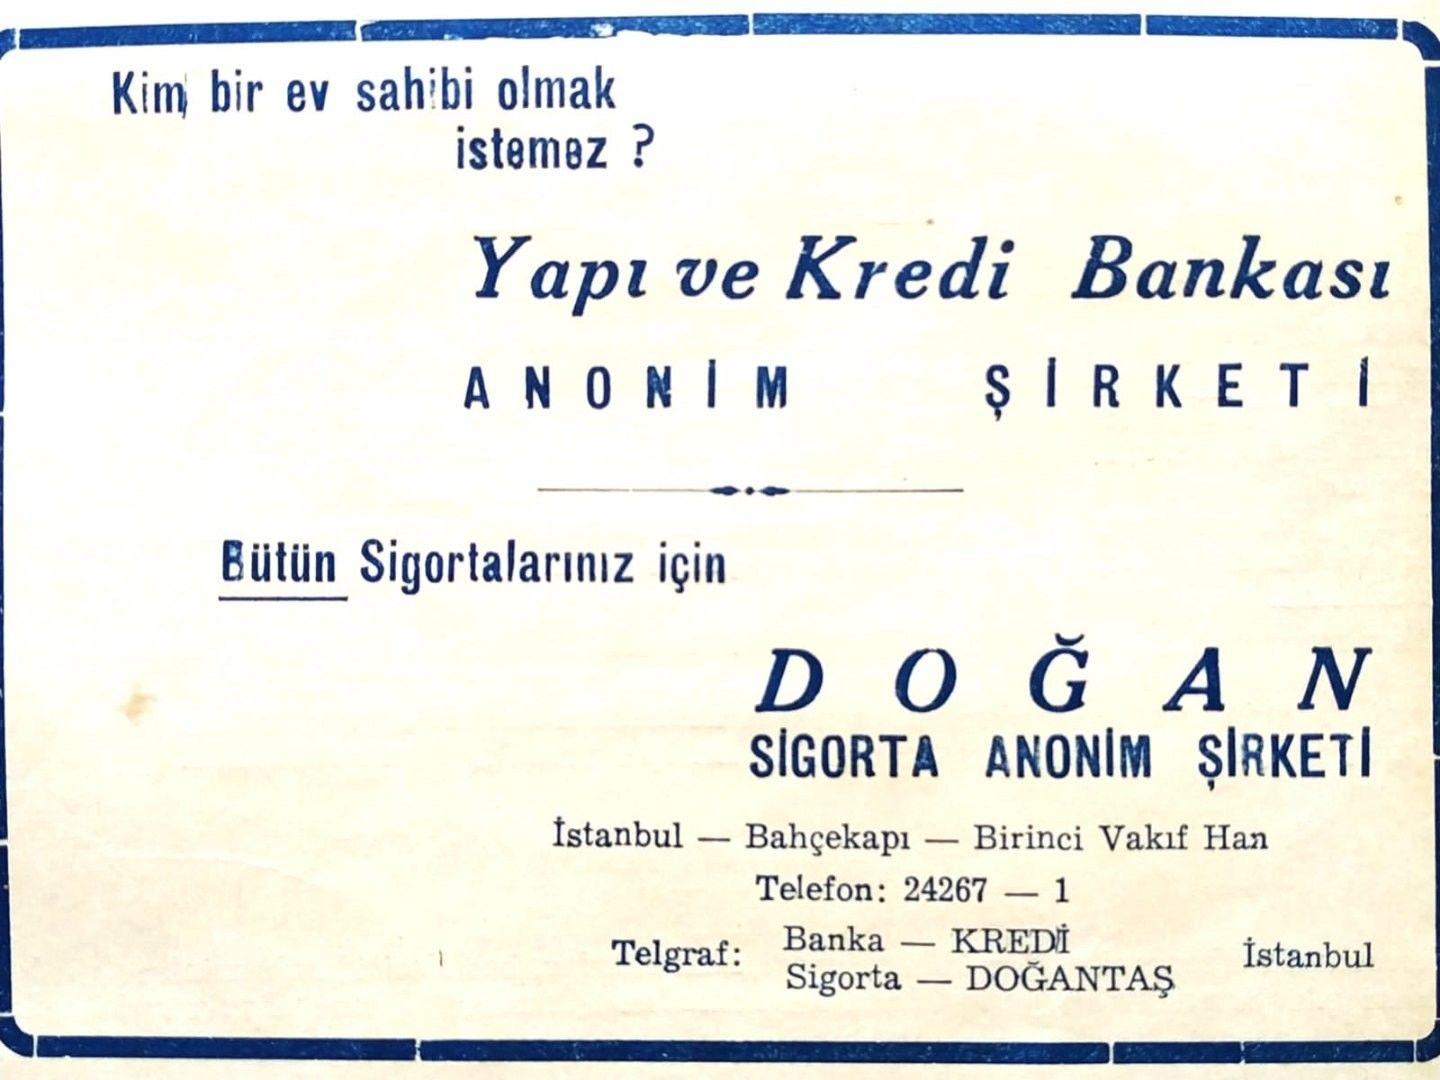 Kim bir ev sahibi olmak
istemez ?
Yapı ve Kredi Bankası
ANONİM ŞİRKETİ
Bütün Sigortalarınız için
DOĞAN
SİGORTA ANONİM ŞİRKETİ
İstanbul — Bahçekapı — Birinci Vakıf Han
Telefon: 24267 — 1
Telgraf: Banka — KREDİ İstanbul
Sigorta — DOĞANTAŞ